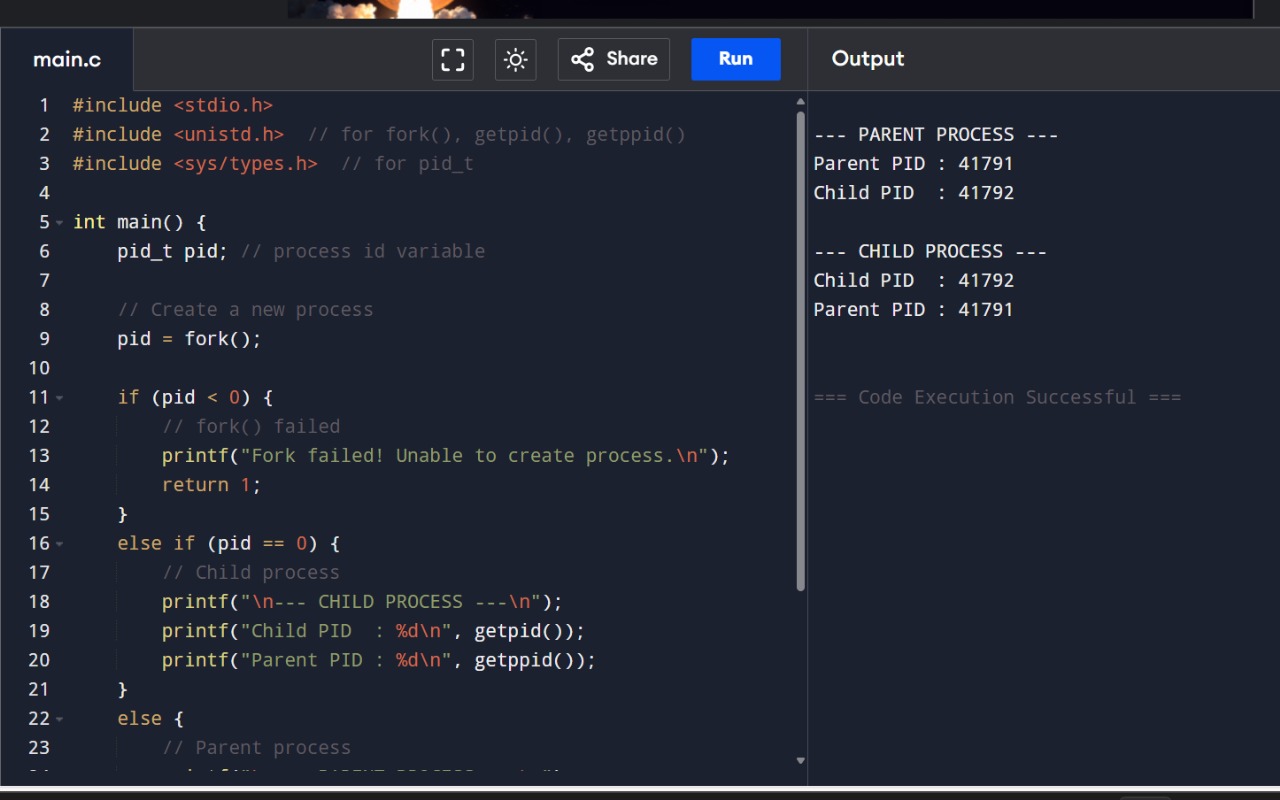 main.c
Share
Run
Output
1 #include <stdio.h>
2 #include <unistd.h>  // for fork(), getpid(), getppid()
3 #include <sys/types.h>  // for pid_t
4
5 int main() {
6     pid_t pid; // process id variable
7
8     // Create a new process
9     pid = fork();
10
11     if (pid < 0) {
12         // fork() failed
13         printf("Fork failed! Unable to create process.\n");
14         return 1;
15     }
16     else if (pid == 0) {
17         // Child process
18         printf("\n--- CHILD PROCESS ---\n");
19         printf("Child PID  : %d\n", getpid());
20         printf("Parent PID : %d\n", getppid());
21     }
22     else {
23         // Parent process
--- PARENT PROCESS ---
Parent PID : 41791
Child PID  : 41792
--- CHILD PROCESS ---
Child PID  : 41792
Parent PID : 41791
=== Code Execution Successful ===